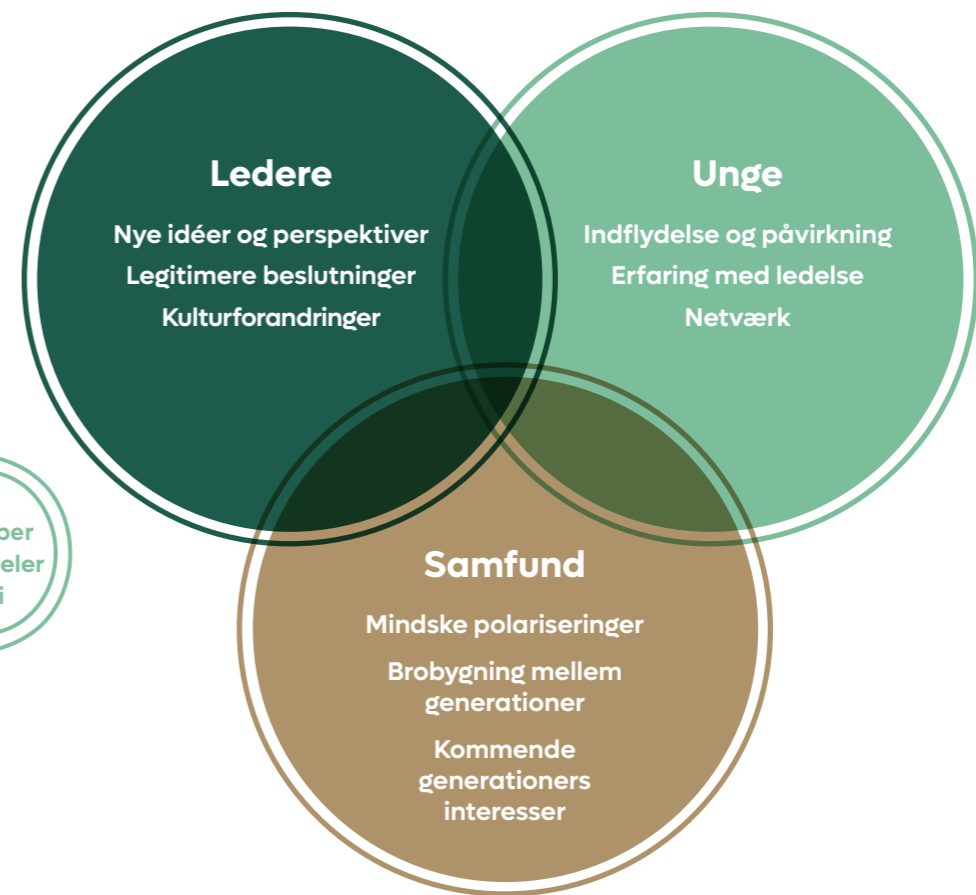 Ledere
Nye idéer og perspektiver
Legitimere beslutninger
Kulturforandringer
Unge
Indflydelse og påvirkning
Erfaring med ledelse
Netværk
Samfund
Mindske polariseringer
Brobygning mellem
generationer
Kommende
generationers
interesser